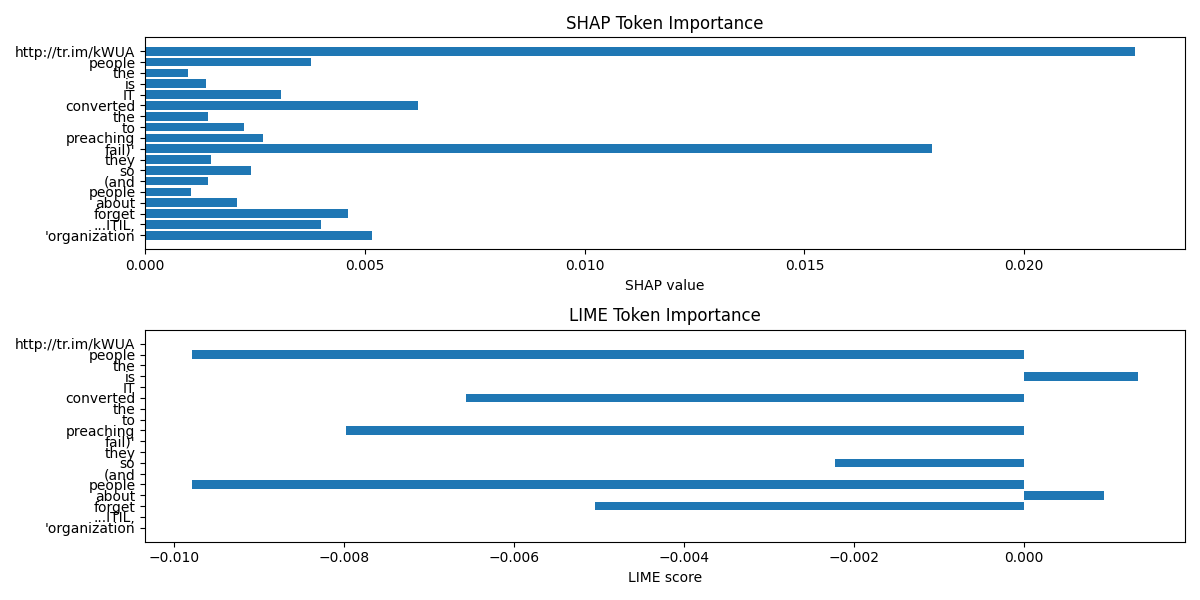 SHAP Token Importance
http://tr.im/kWUA
people
the
is
IT
converted
the
to
preaching
fail)'
they
so
(and
people
about
forget
...ITIL,
'organization
0.000 0.005 0.010 0.015 0.020
SHAP value
LIME Token Importance
http://tr.im/kWUA
people
the
is
IT
converted
the
to
preaching
fail)'
they
so
(and
people
about
forget
...ITIL,
'organization
−0.010 −0.008 −0.006 −0.004 −0.002 0.000
LIME score